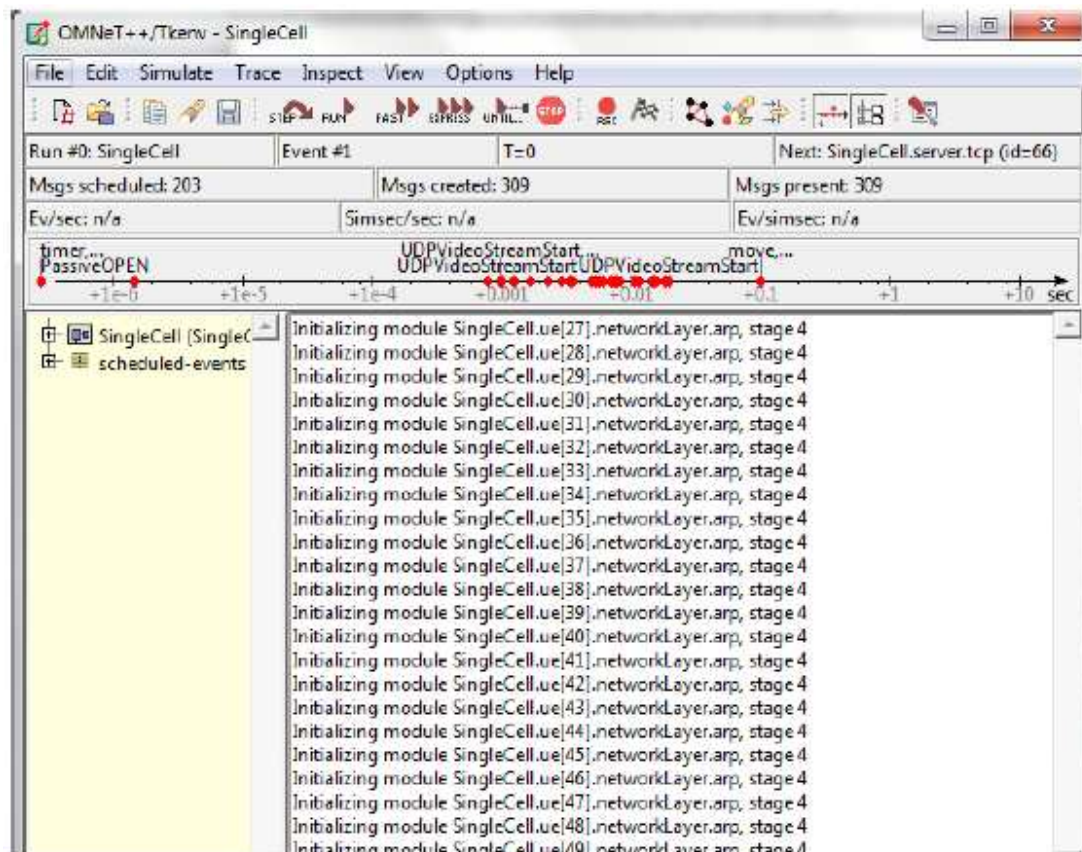 OMNeT++/Tkenv - SingleCell
File Edit Simulate Trace Inspect View Options Help
STEP RUN FAST EXPRESS UNTIL... STOP REC
Run #0: SingleCell Event #1 T=0 Next: SingleCell.server.tcp (id=66)
Msgs scheduled: 203 Msgs created: 309 Msgs present: 309
Ev/sec: n/a Simsec/sec: n/a Ev/simsec: n/a
timer,... UDPVideoStreamStart,... move,...
PassiveOPEN UDPVideoStreamStart UDPVideoStreamStart
+1e-6 +1e-5 +1e-4 +0.001 +0.01 +0.1 +1 +10 sec
SingleCell (SingleC
scheduled-events
Initializing module SingleCell.ue[27].networkLayer.arp, stage 4
Initializing module SingleCell.ue[28].networkLayer.arp, stage 4
Initializing module SingleCell.ue[29].networkLayer.arp, stage 4
Initializing module SingleCell.ue[30].networkLayer.arp, stage 4
Initializing module SingleCell.ue[31].networkLayer.arp, stage 4
Initializing module SingleCell.ue[32].networkLayer.arp, stage 4
Initializing module SingleCell.ue[33].networkLayer.arp, stage 4
Initializing module SingleCell.ue[34].networkLayer.arp, stage 4
Initializing module SingleCell.ue[35].networkLayer.arp, stage 4
Initializing module SingleCell.ue[36].networkLayer.arp, stage 4
Initializing module SingleCell.ue[37].networkLayer.arp, stage 4
Initializing module SingleCell.ue[38].networkLayer.arp, stage 4
Initializing module SingleCell.ue[39].networkLayer.arp, stage 4
Initializing module SingleCell.ue[40].networkLayer.arp, stage 4
Initializing module SingleCell.ue[41].networkLayer.arp, stage 4
Initializing module SingleCell.ue[42].networkLayer.arp, stage 4
Initializing module SingleCell.ue[43].networkLayer.arp, stage 4
Initializing module SingleCell.ue[44].networkLayer.arp, stage 4
Initializing module SingleCell.ue[45].networkLayer.arp, stage 4
Initializing module SingleCell.ue[46].networkLayer.arp, stage 4
Initializing module SingleCell.ue[47].networkLayer.arp, stage 4
Initializing module SingleCell.ue[48].networkLayer.arp, stage 4
Initializing module SingleCell.ue[49].networkLayer.arp, stage 4